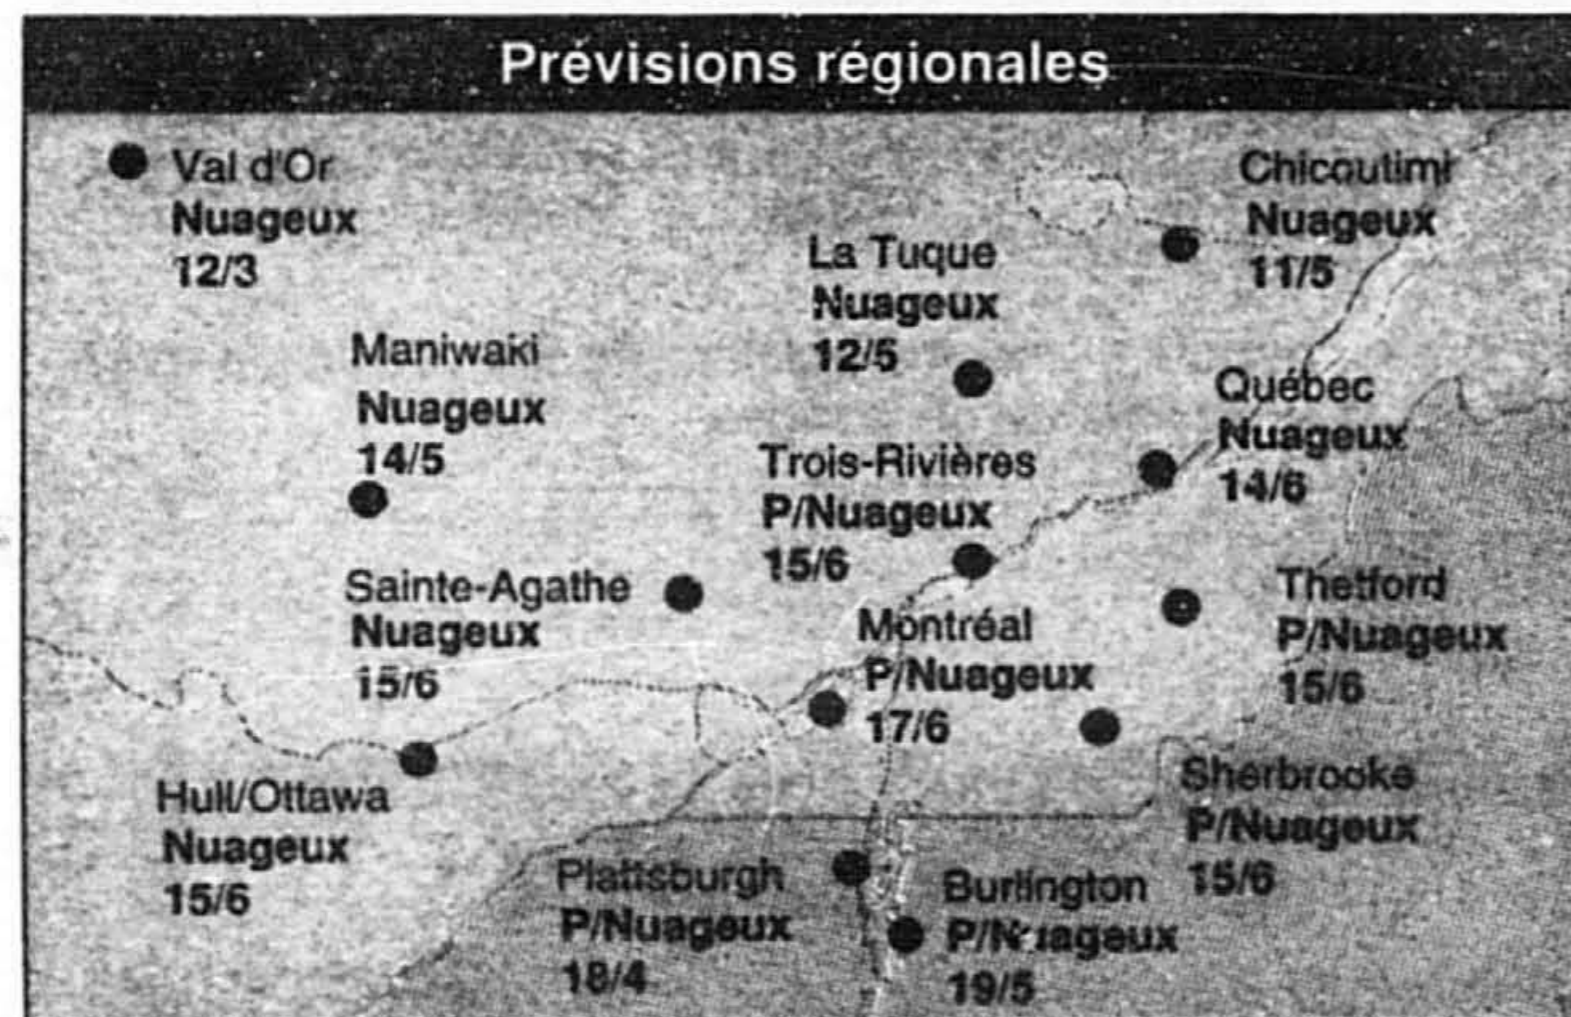 Prévisions régionales
Val d'Or
Nuageux
12/3
Chicoutimi
Nuageux
11/5
La Tuque
Nuageux
12/5
Maniwaki
Nuageux
14/5
Québec
Nuageux
14/6
Trois-Rivières
P/Nuageux
15/6
Sainte-Agathe
Nuageux
15/6
Thetford
P/Nuageux
15/6
Montréal
P/Nuageux
17/6
Hull/Ottawa
Nuageux
15/6
Sherbrooke
P/Nuageux
15/6
Plattsburgh
P/Nuageux
18/4
Burlington
P/Nuageux
19/5